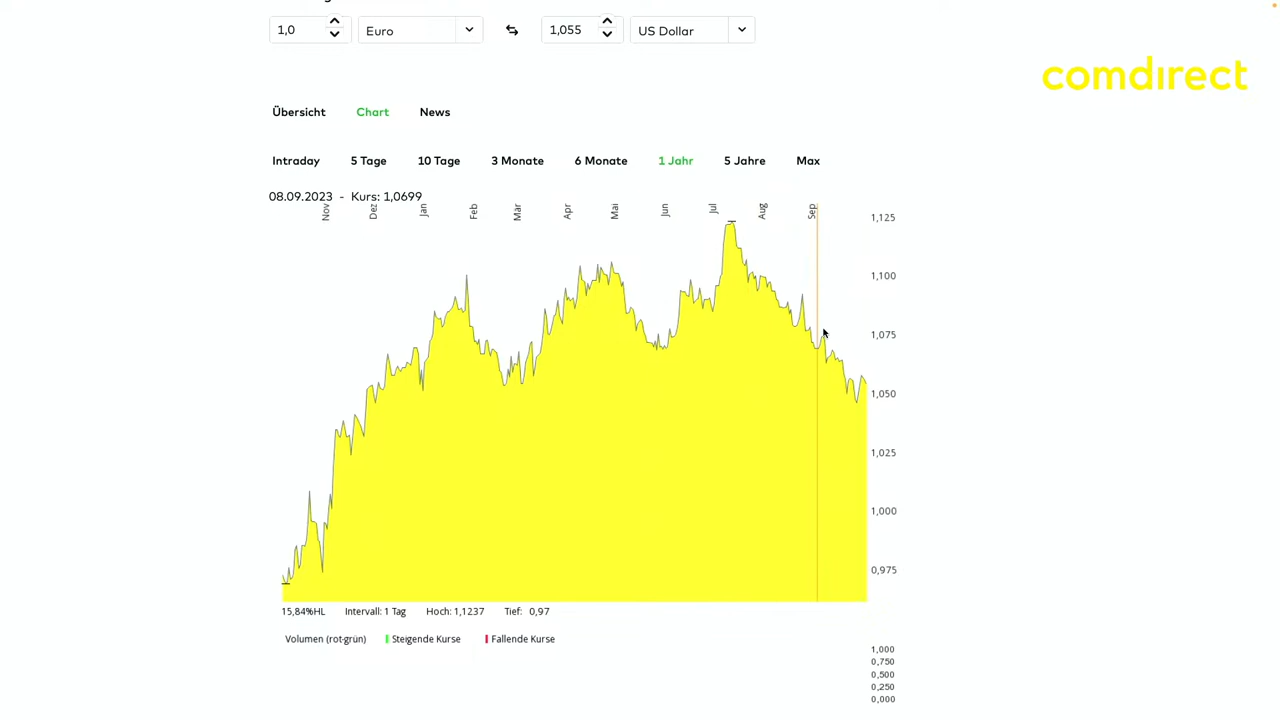 1,0 Euro 1,055 US Dollar
comdirect
Übersicht Chart News
Intraday 5 Tage 10 Tage 3 Monate 6 Monate 1 Jahr 5 Jahre Max
08.09.2023 - Kurs: 1,0699
Nov Dez Jan Feb Mar Apr Mai Jun Jul Aug Sep
1,125
1,100
1,075
1,050
1,025
1,000
0,975
15,84%HL Intervall: 1 Tag Hoch: 1,1237 Tief: 0,97
Volumen (rot-grün) Steigende Kurse Fallende Kurse
1,000
0,750
0,500
0,250
0,000